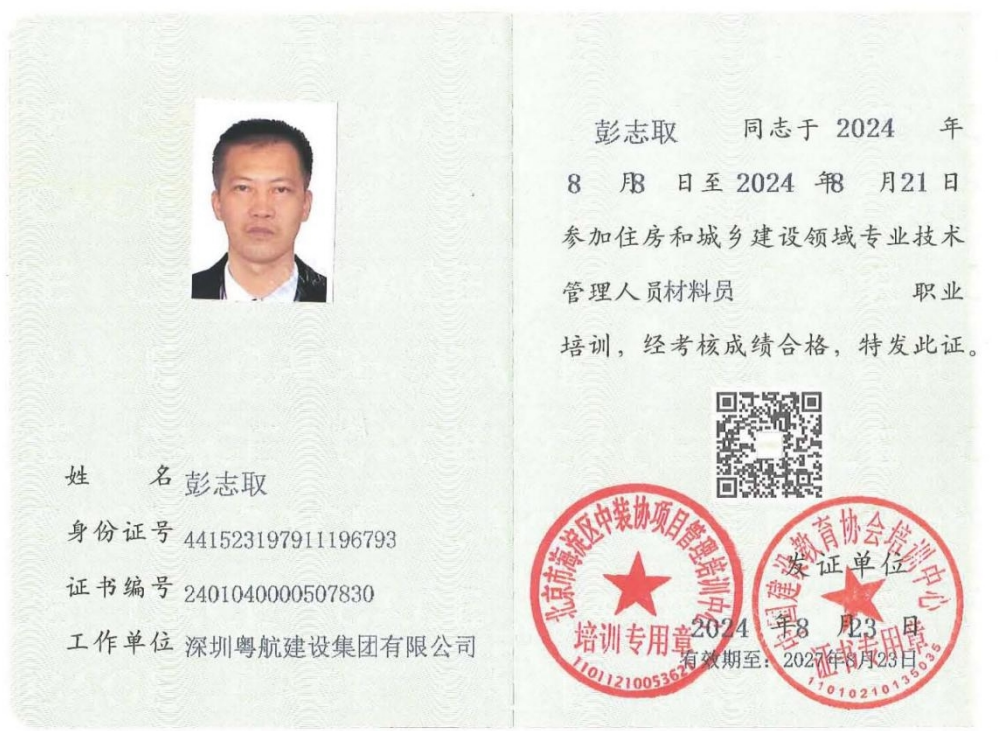 姓 名 彭志取
身份证号 441523197911196793
证书编号 2401040000507830
工作单位 深圳粤航建设集团有限公司
彭志取 同志于 2024 年
8 月8 日至 2024 年8 月21 日
参加住房和城乡建设领域专业技术
管理人员材料员 职业
培训，经考核成绩合格，特发此证。
北京市海淀区中装协项目管理培训中心
培训专用章
中国建设教育协会培训中心
证书专用章
11010210135035
发证单位
2024 年8 月23 日
有效期至：2027年8月23日